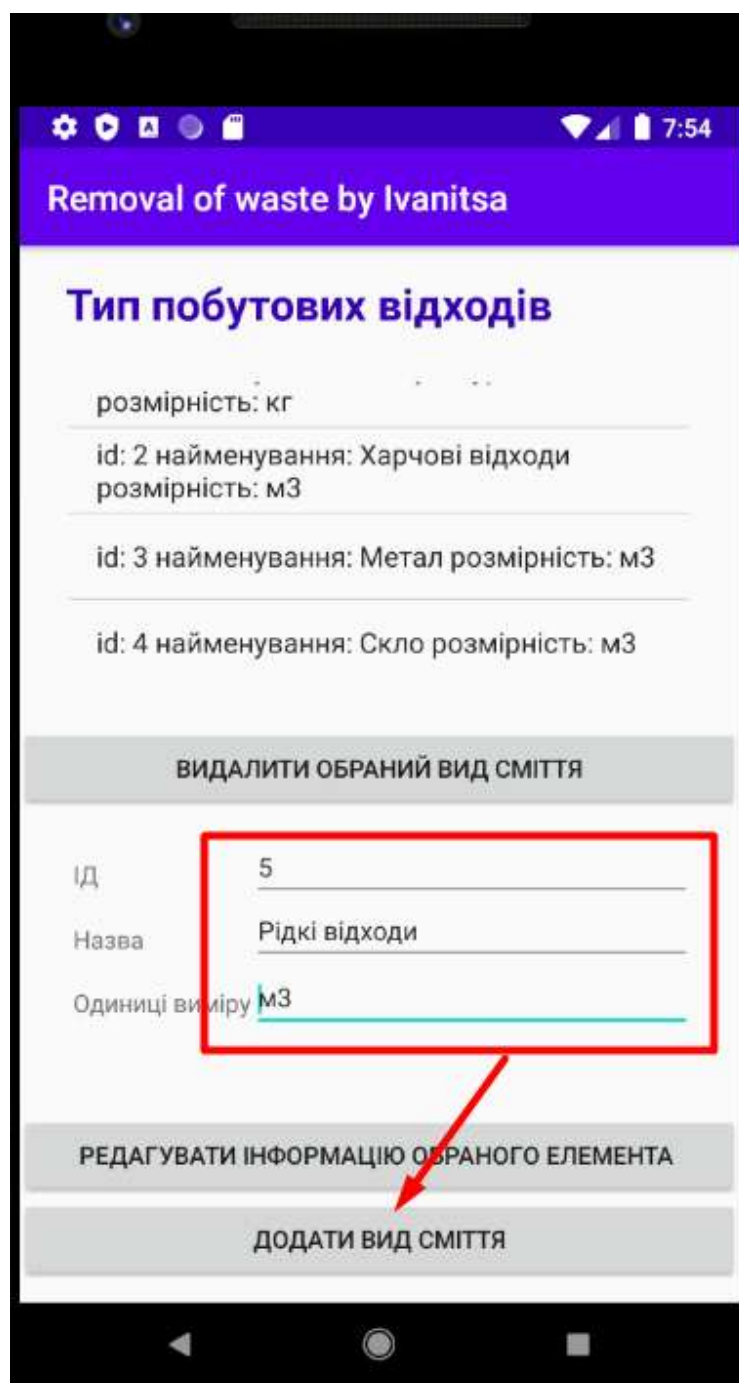 7:54
Removal of waste by Ivanitsa
Тип побутових відходів
розмірність: кг
id: 2 найменування: Харчові відходи
розмірність: м3
id: 3 найменування: Метал розмірність: м3
id: 4 найменування: Скло розмірність: м3
ВИДАЛИТИ ОБРАНИЙ ВИД СМІТТЯ
ІД 5
Назва Рідкі відходи
Одиниці виміру м3
РЕДАГУВАТИ ІНФОРМАЦІЮ ОБРАНОГО ЕЛЕМЕНТА
ДОДАТИ ВИД СМІТТЯ